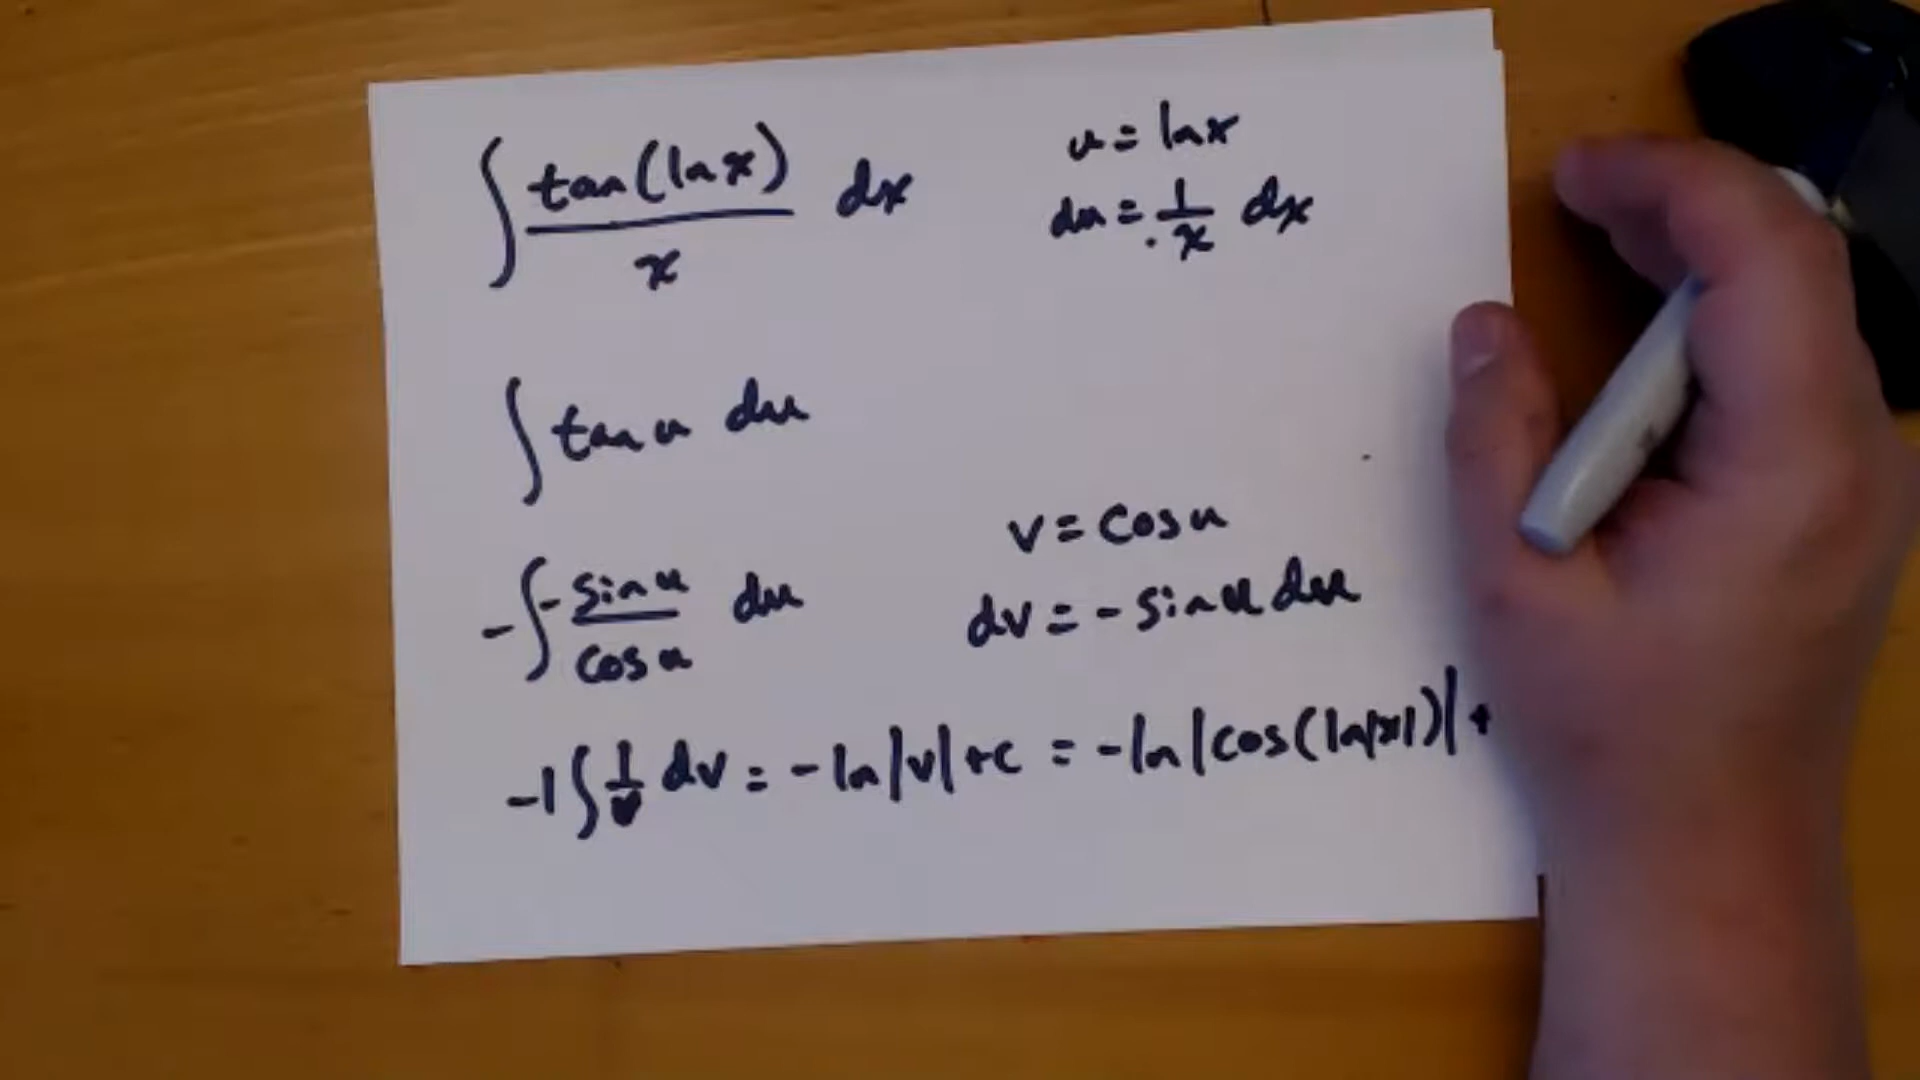 ∫ tan(ln x)/x dx
u = ln x
du = 1/x dx
∫ tan u du
v = cos u
-∫ -sin u/cos u du
dv = - sin u du
-1 ∫ 1/v dv = -ln|v| + c = -ln|cos(ln|x|)| +